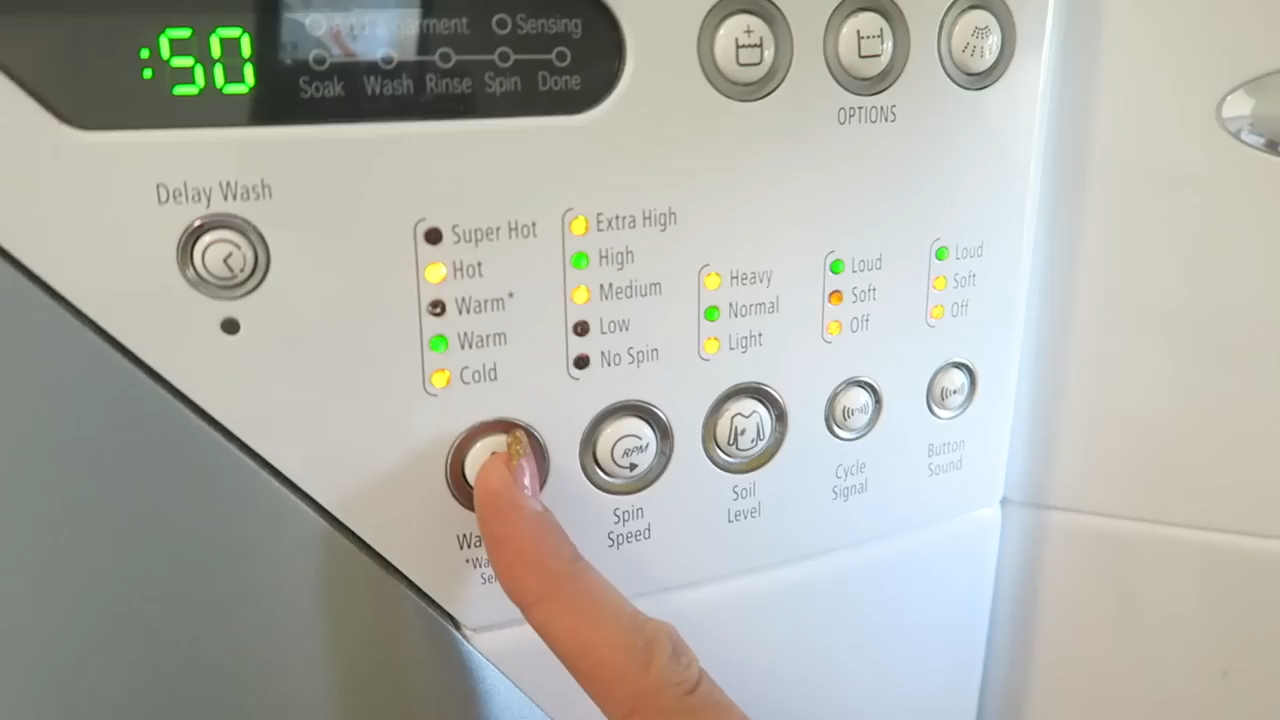 :50
Add a Garment
Sensing
Soak
Wash
Rinse
Spin
Done
OPTIONS
Delay Wash
Super Hot
Hot
Warm*
Warm
Cold
Extra High
High
Medium
Low
No Spin
Heavy
Normal
Light
Loud
Soft
Off
Loud
Soft
Off
RPM
Spin
Speed
Soil
Level
Cycle
Signal
Button
Sound